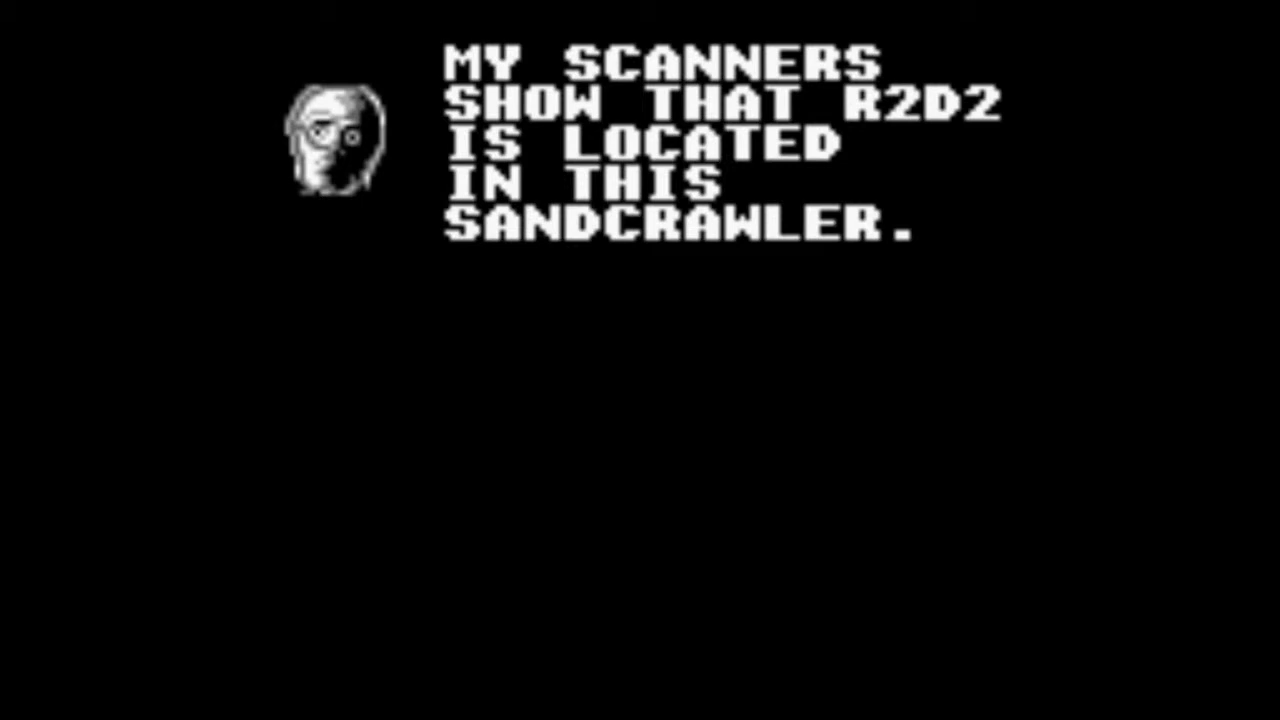 MY SCANNERS
SHOW THAT R2D2
IS LOCATED
IN THIS
SANDCRAWLER.